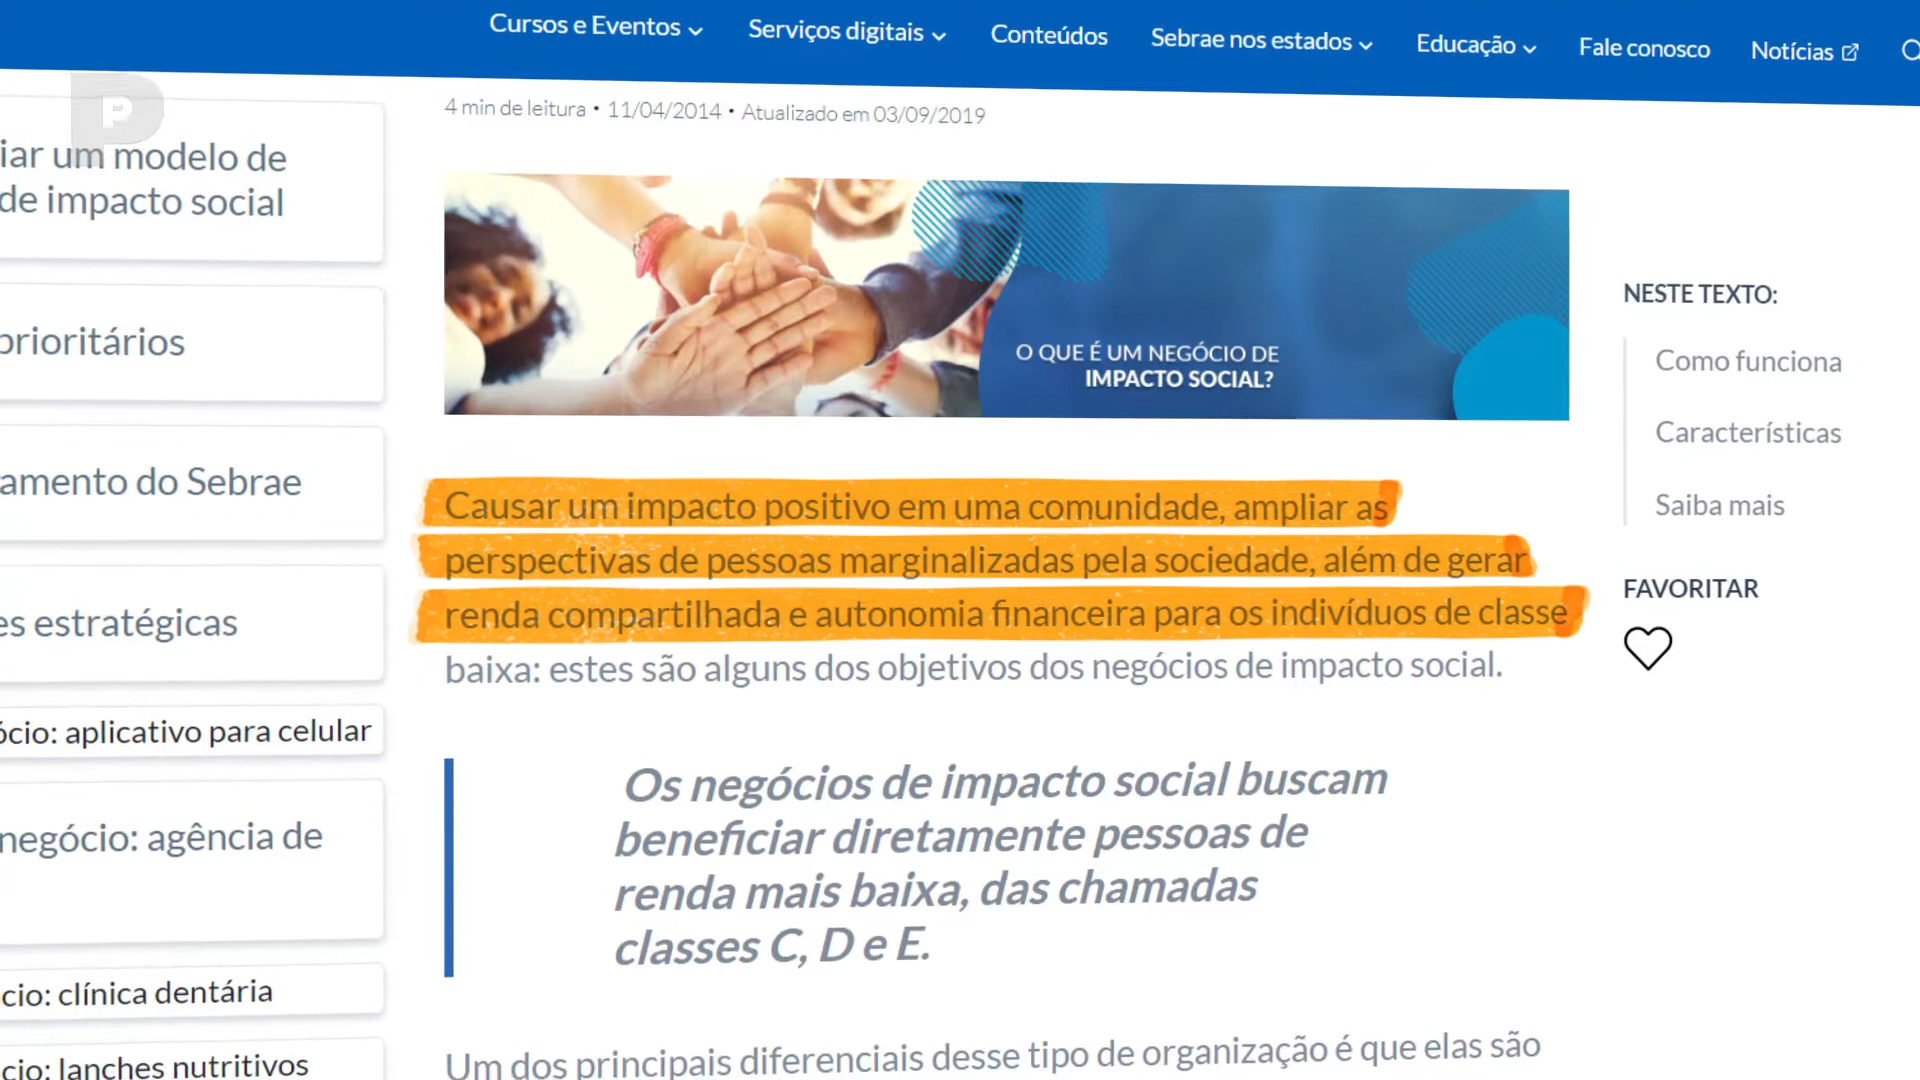 Cursos e Eventos
Serviços digitais
Conteúdos
Sebrae nos estados
Educação
Fale conosco
Notícias
P
4 min de leitura • 11/04/2014 • Atualizado em 03/09/2019
iar um modelo de
de impacto social
prioritários
amento do Sebrae
es estratégicas
ócio: aplicativo para celular
negócio: agência de
cio: clínica dentária
cio: lanches nutritivos
O QUE É UM NEGÓCIO DE
IMPACTO SOCIAL?
Causar um impacto positivo em uma comunidade, ampliar as
perspectivas de pessoas marginalizadas pela sociedade, além de gerar
renda compartilhada e autonomia financeira para os indivíduos de classe
baixa: estes são alguns dos objetivos dos negócios de impacto social.
Os negócios de impacto social buscam
beneficiar diretamente pessoas de
renda mais baixa, das chamadas
classes C, D e E.
Um dos principais diferenciais desse tipo de organização é que elas são
NESTE TEXTO:
Como funciona
Características
Saiba mais
FAVORITAR